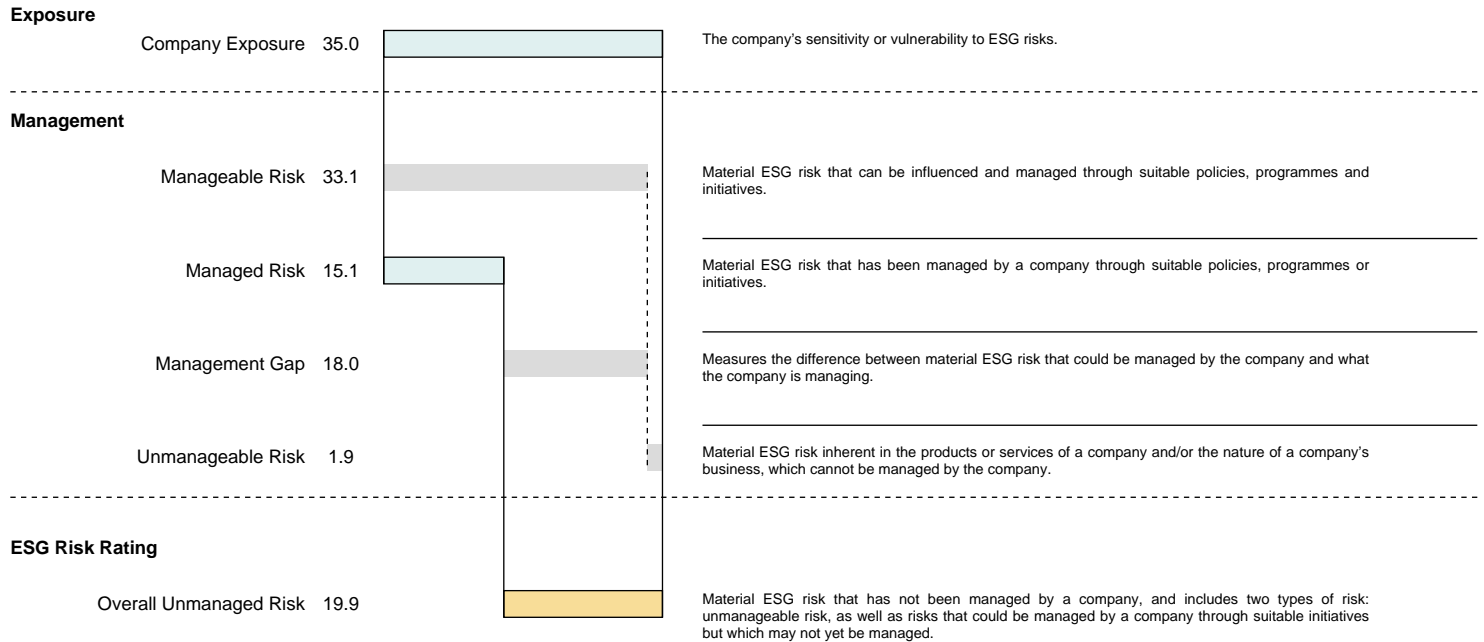 Exposure
Company Exposure 35.0
The company’s sensitivity or vulnerability to ESG risks.
Management
Manageable Risk 33.1
Material ESG risk that can be influenced and managed through suitable policies, programmes and
initiatives.
Managed Risk 15.1
Material ESG risk that has been managed by a company through suitable policies, programmes or
initiatives.
Management Gap 18.0
Measures the difference between material ESG risk that could be managed by the company and what
the company is managing.
Unmanageable Risk 1.9
Material ESG risk inherent in the products or services of a company and/or the nature of a company’s
business, which cannot be managed by the company.
ESG Risk Rating
Overall Unmanaged Risk 19.9
Material ESG risk that has not been managed by a company, and includes two types of risk:
unmanageable risk, as well as risks that could be managed by a company through suitable initiatives
but which may not yet be managed.